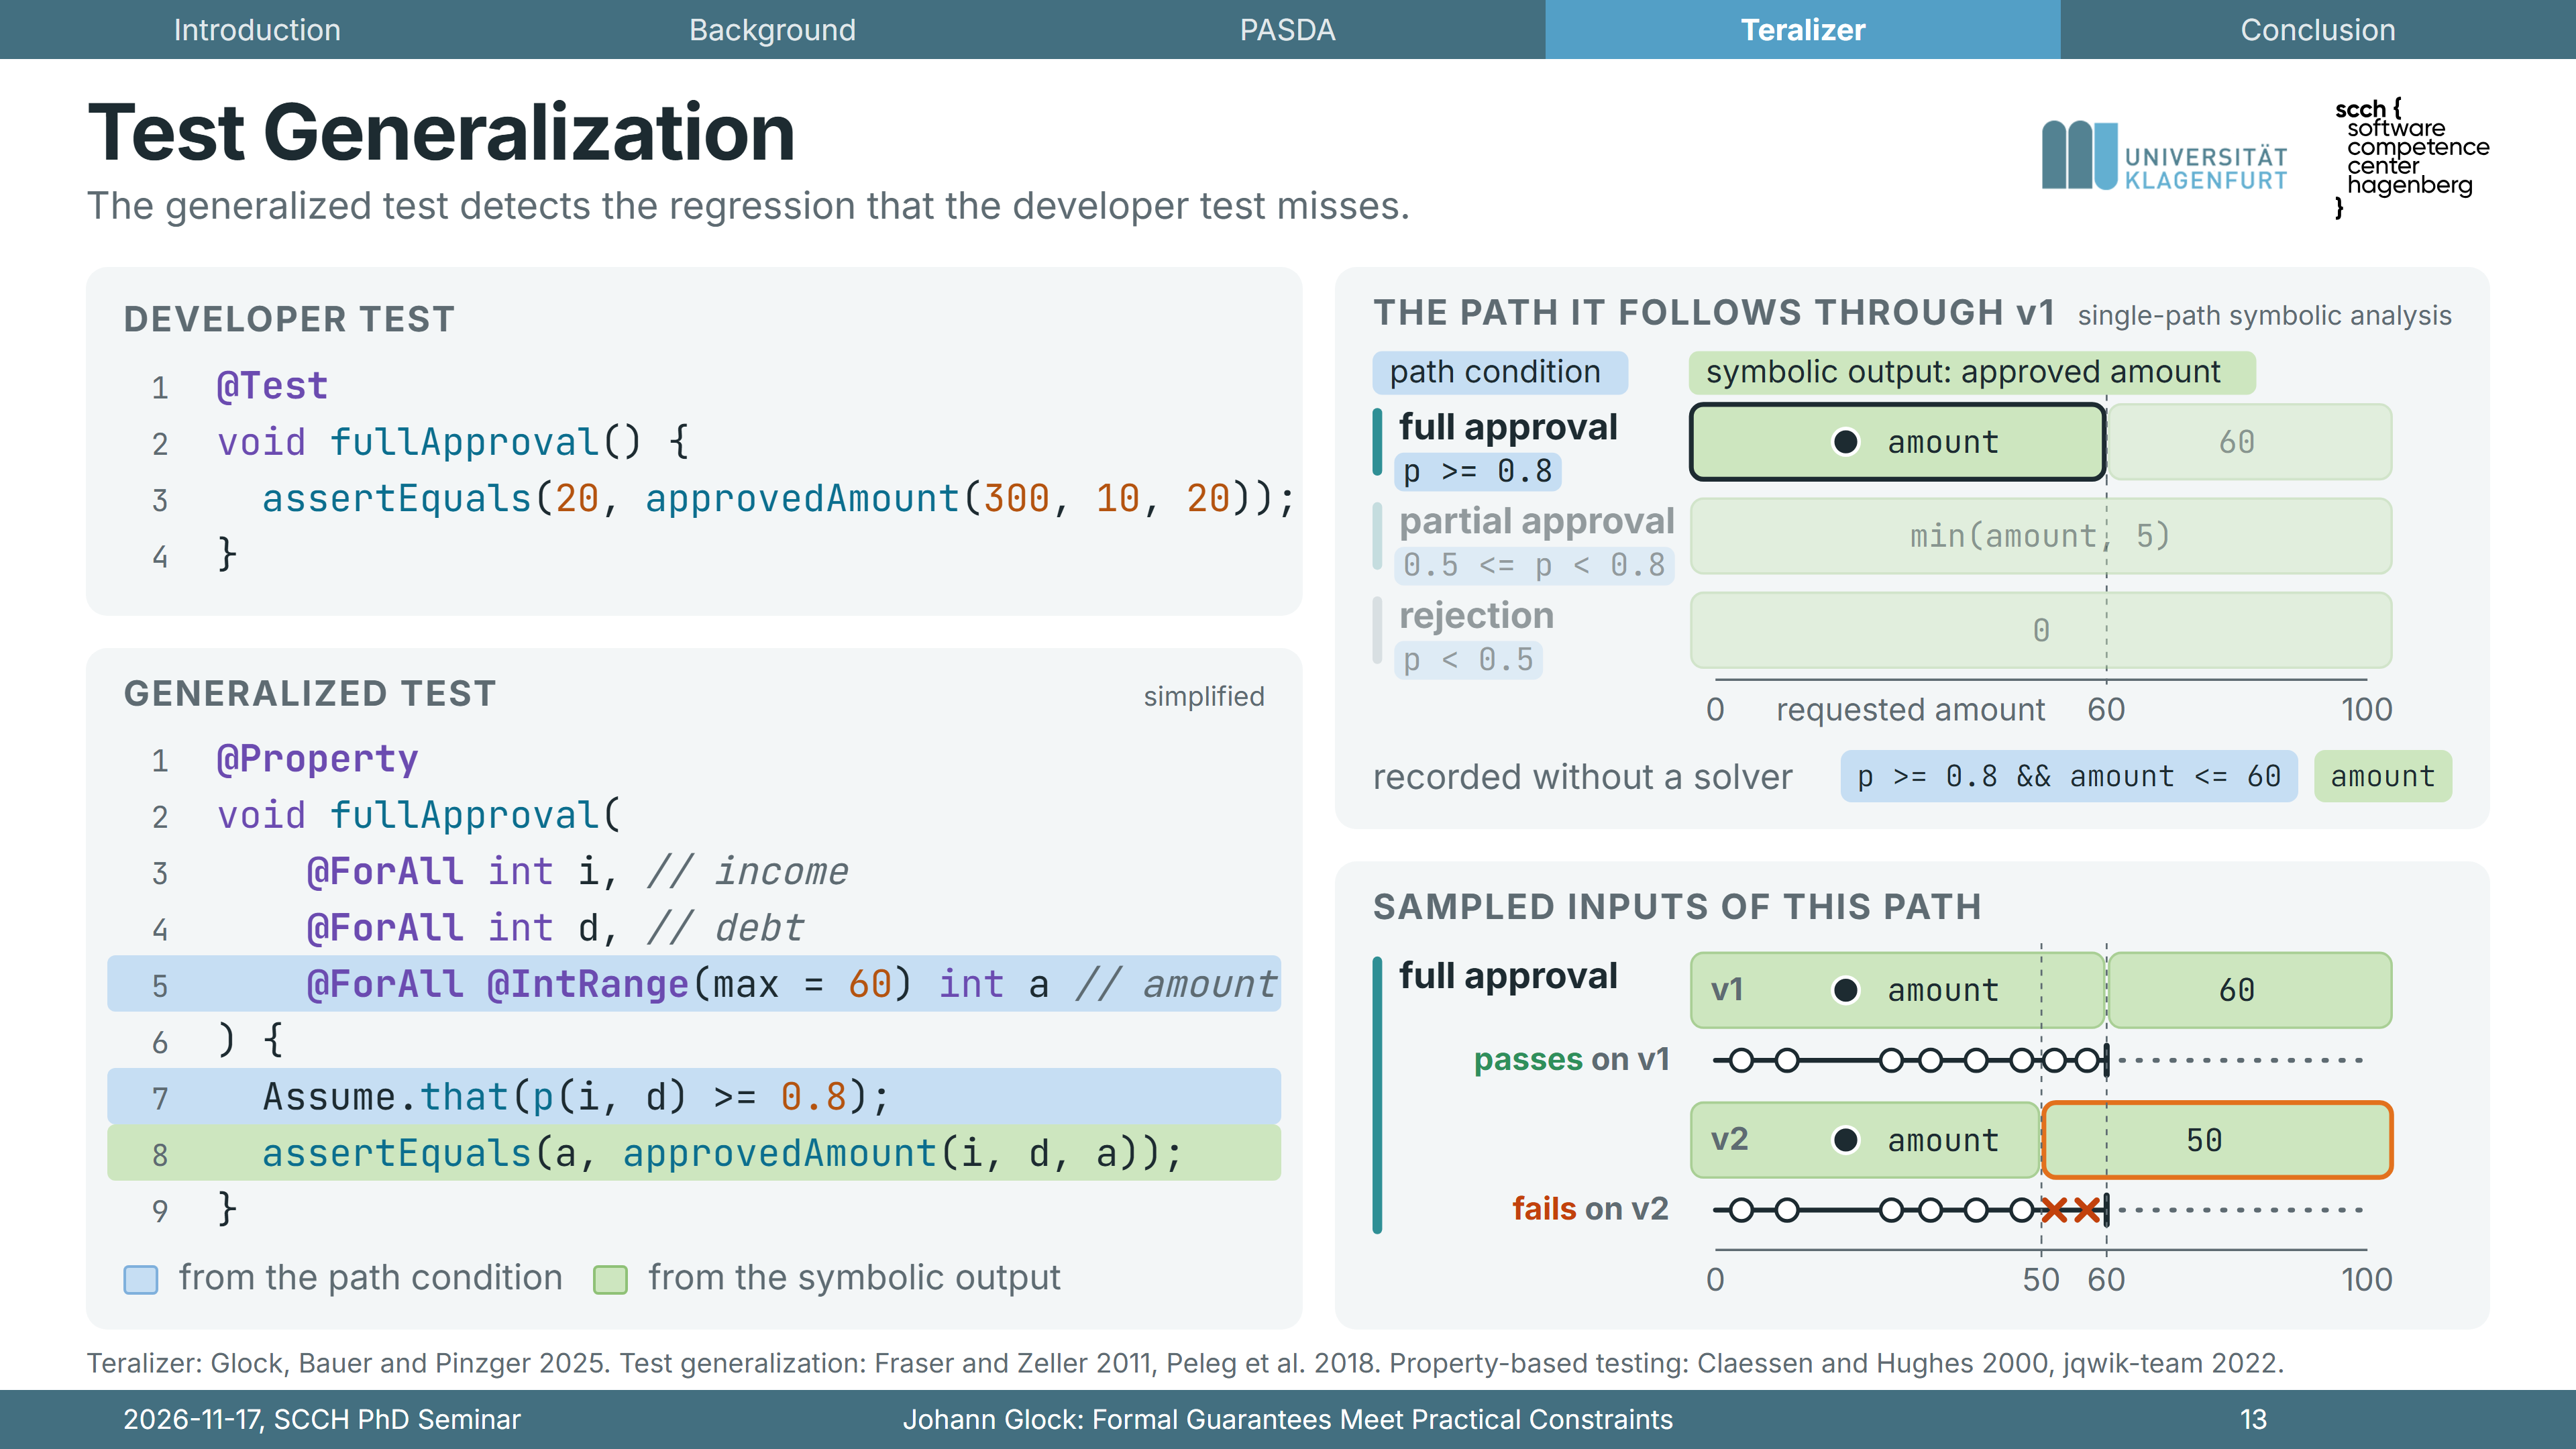 Introduction
Background
PASDA
Teralizer
Conclusion
Test Generalization
The generalized test detects the regression that the developer test misses.
UNIVERSITÄT
KLAGENFURT
scch {
software
competence
center
hagenberg
}
DEVELOPER TEST
1 @Test
2 void fullApproval() {
3 assertEquals(20, approvedAmount(300, 10, 20));
4 }
GENERALIZED TEST simplified
1 @Property
2 void fullApproval(
3 @ForAll int i, // income
4 @ForAll int d, // debt
5 @ForAll @IntRange(max = 60) int a // amount
6 ) {
7 Assume.that(p(i, d) >= 0.8);
8 assertEquals(a, approvedAmount(i, d, a));
9 }
from the path condition from the symbolic output
THE PATH IT FOLLOWS THROUGH v1 single-path symbolic analysis
path condition symbolic output: approved amount
full approval
p >= 0.8
amount 60
partial approval
0.5 <= p < 0.8
min(amount, 5)
rejection
p < 0.5
0
0 requested amount 60 100
recorded without a solver p >= 0.8 && amount <= 60 amount
SAMPLED INPUTS OF THIS PATH
full approval v1 amount 60
passes on v1
v2 amount 50
fails on v2
0 50 60 100
Teralizer: Glock, Bauer and Pinzger 2025. Test generalization: Fraser and Zeller 2011, Peleg et al. 2018. Property-based testing: Claessen and Hughes 2000, jqwik-team 2022.
2026-11-17, SCCH PhD Seminar
Johann Glock: Formal Guarantees Meet Practical Constraints
13